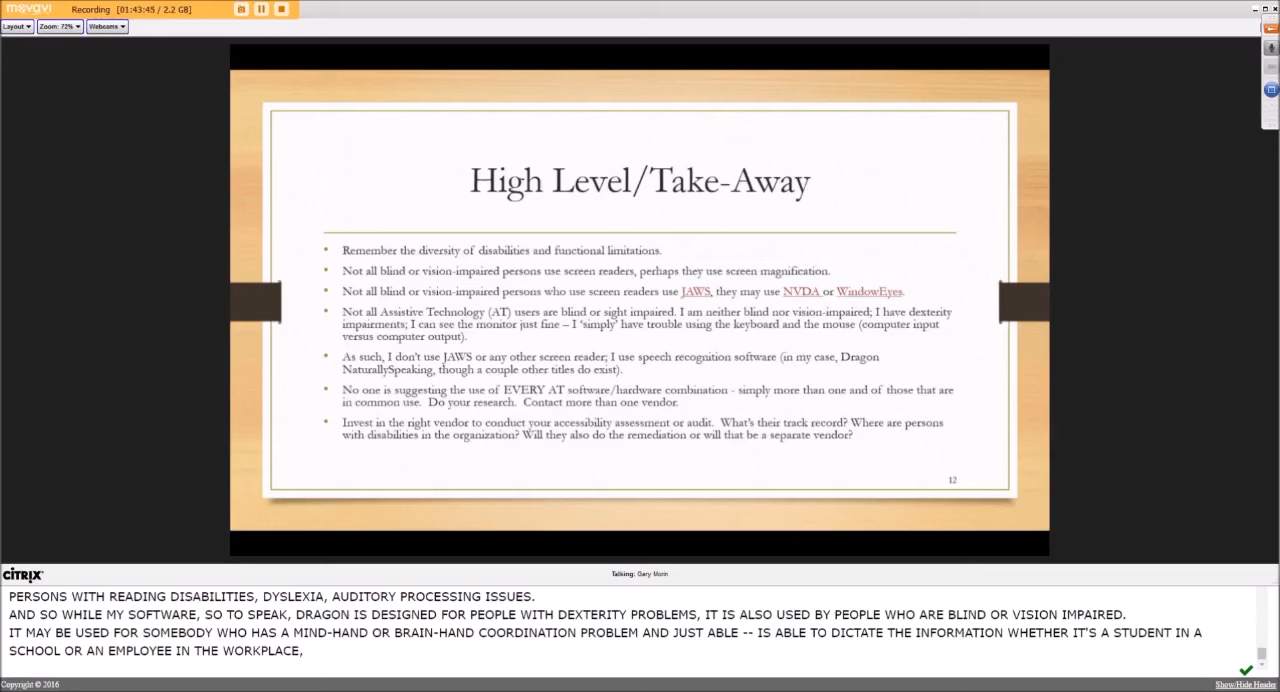 movavi Recording [01:43:45 / 2.2 GB]
Layout Zoom: 72% Webcams
High Level/Take-Away
Remember the diversity of disabilities and functional limitations.
Not all blind or vision-impaired persons use screen readers, perhaps they use screen magnification.
Not all blind or vision-impaired persons who use screen readers use JAWS, they may use NVDA or WindowEyes.
Not all Assistive Technology (AT) users are blind or sight impaired. I am neither blind nor vision-impaired; I have dexterity
impairments; I can see the monitor just fine – I ‘simply’ have trouble using the keyboard and the mouse (computer input
versus computer output).
As such, I don't use JAWS or any other screen reader; I use speech recognition software (in my case, Dragon
NaturallySpeaking, though a couple other titles do exist).
No one is suggesting the use of EVERY AT software/hardware combination - simply more than one and of those that are
in common use. Do your research. Contact more than one vendor.
Invest in the right vendor to conduct your accessibility assessment or audit. What's their track record? Where are persons
with disabilities in the organization? Will they also do the remediation or will that be a separate vendor?
12
CITRIX
Talking: Gary Morin
PERSONS WITH READING DISABILITIES, DYSLEXIA, AUDITORY PROCESSING ISSUES.
AND SO WHILE MY SOFTWARE, SO TO SPEAK, DRAGON IS DESIGNED FOR PEOPLE WITH DEXTERITY PROBLEMS, IT IS ALSO USED BY PEOPLE WHO ARE BLIND OR VISION IMPAIRED.
IT MAY BE USED FOR SOMEBODY WHO HAS A MIND-HAND OR BRAIN-HAND COORDINATION PROBLEM AND JUST ABLE -- IS ABLE TO DICTATE THE INFORMATION WHETHER IT'S A STUDENT IN A
SCHOOL OR AN EMPLOYEE IN THE WORKPLACE,
Copyright © 2016
Show/Hide Header